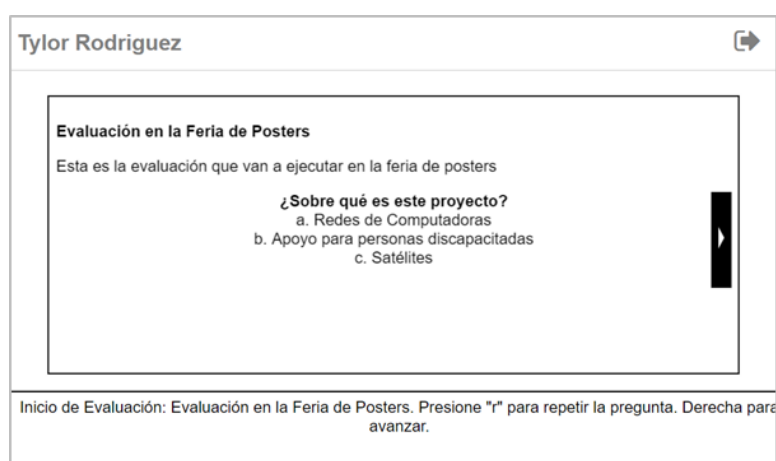 Tylor Rodriguez
Evaluación en la Feria de Posters
Esta es la evaluación que van a ejecutar en la feria de posters
¿Sobre qué es este proyecto?
a. Redes de Computadoras
b. Apoyo para personas discapacitadas
c. Satélites
Inicio de Evaluación: Evaluación en la Feria de Posters. Presione "r" para repetir la pregunta. Derecha para
avanzar.